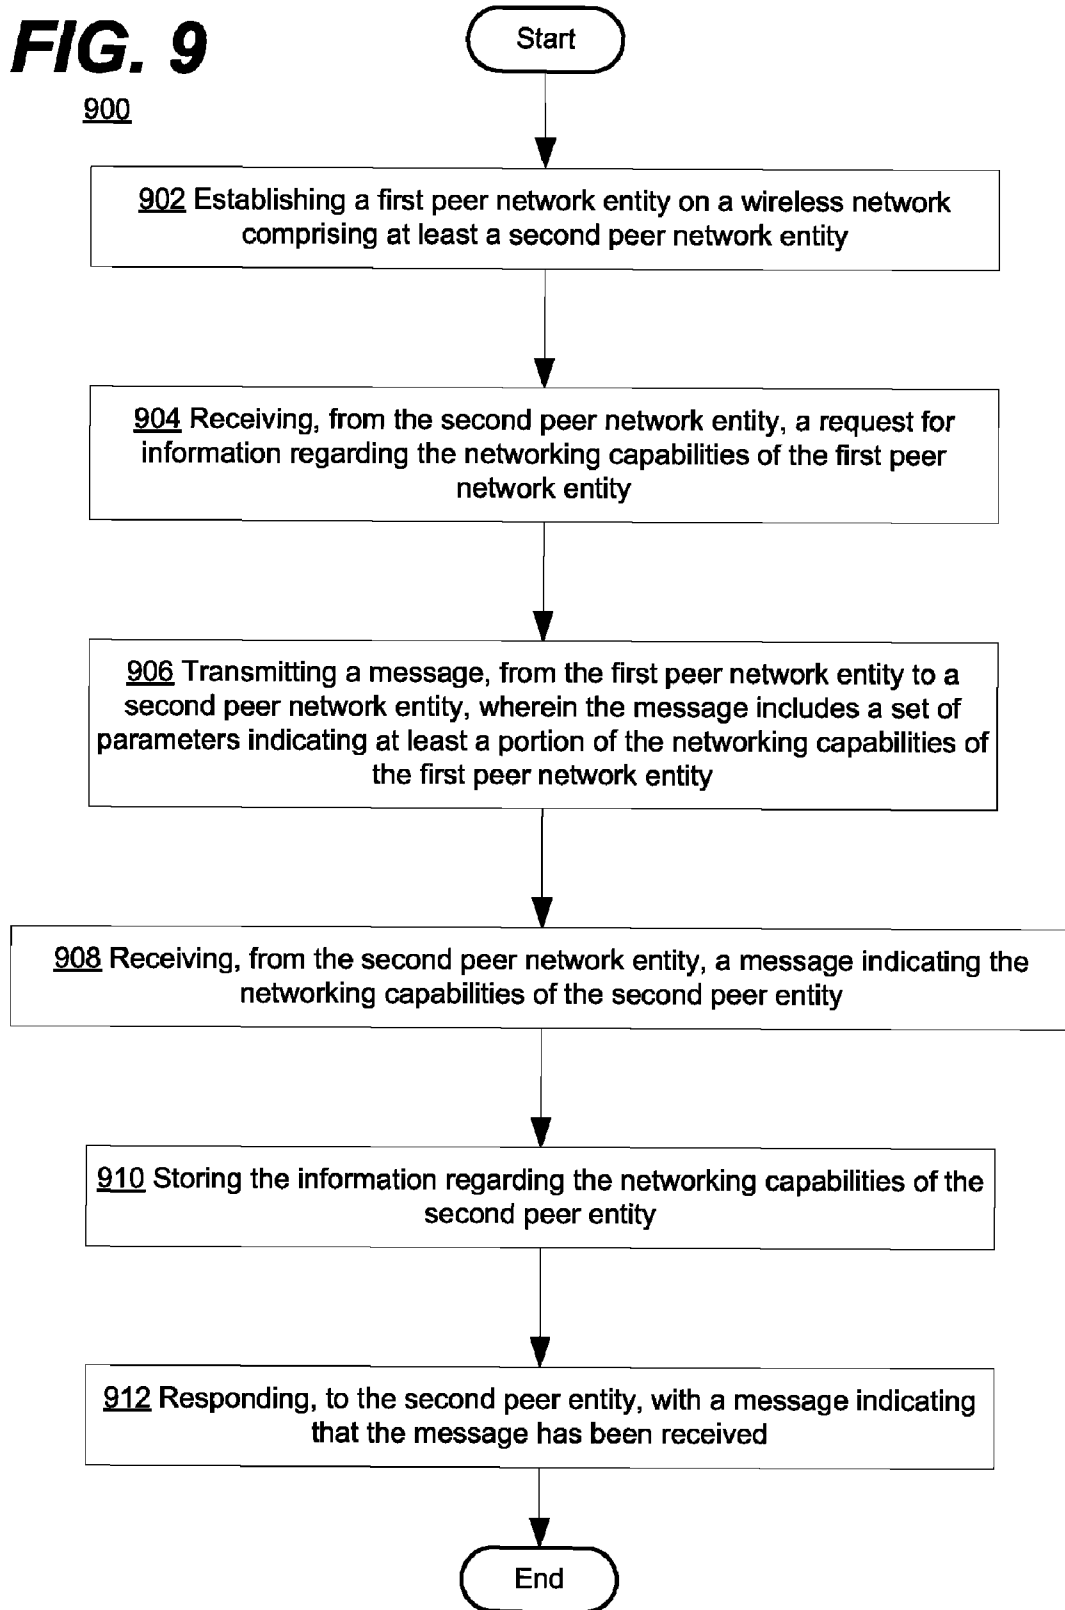 FIG. 9
900
Start
902 Establishing a first peer network entity on a wireless network
comprising at least a second peer network entity
904 Receiving, from the second peer network entity, a request for
information regarding the networking capabilities of the first peer
network entity
906 Transmitting a message, from the first peer network entity to a
second peer network entity, wherein the message includes a set of
parameters indicating at least a portion of the networking capabilities of
the first peer network entity
908 Receiving, from the second peer network entity, a message indicating the
networking capabilities of the second peer entity
910 Storing the information regarding the networking capabilities of the
second peer entity
912 Responding, to the second peer entity, with a message indicating
that the message has been received
End